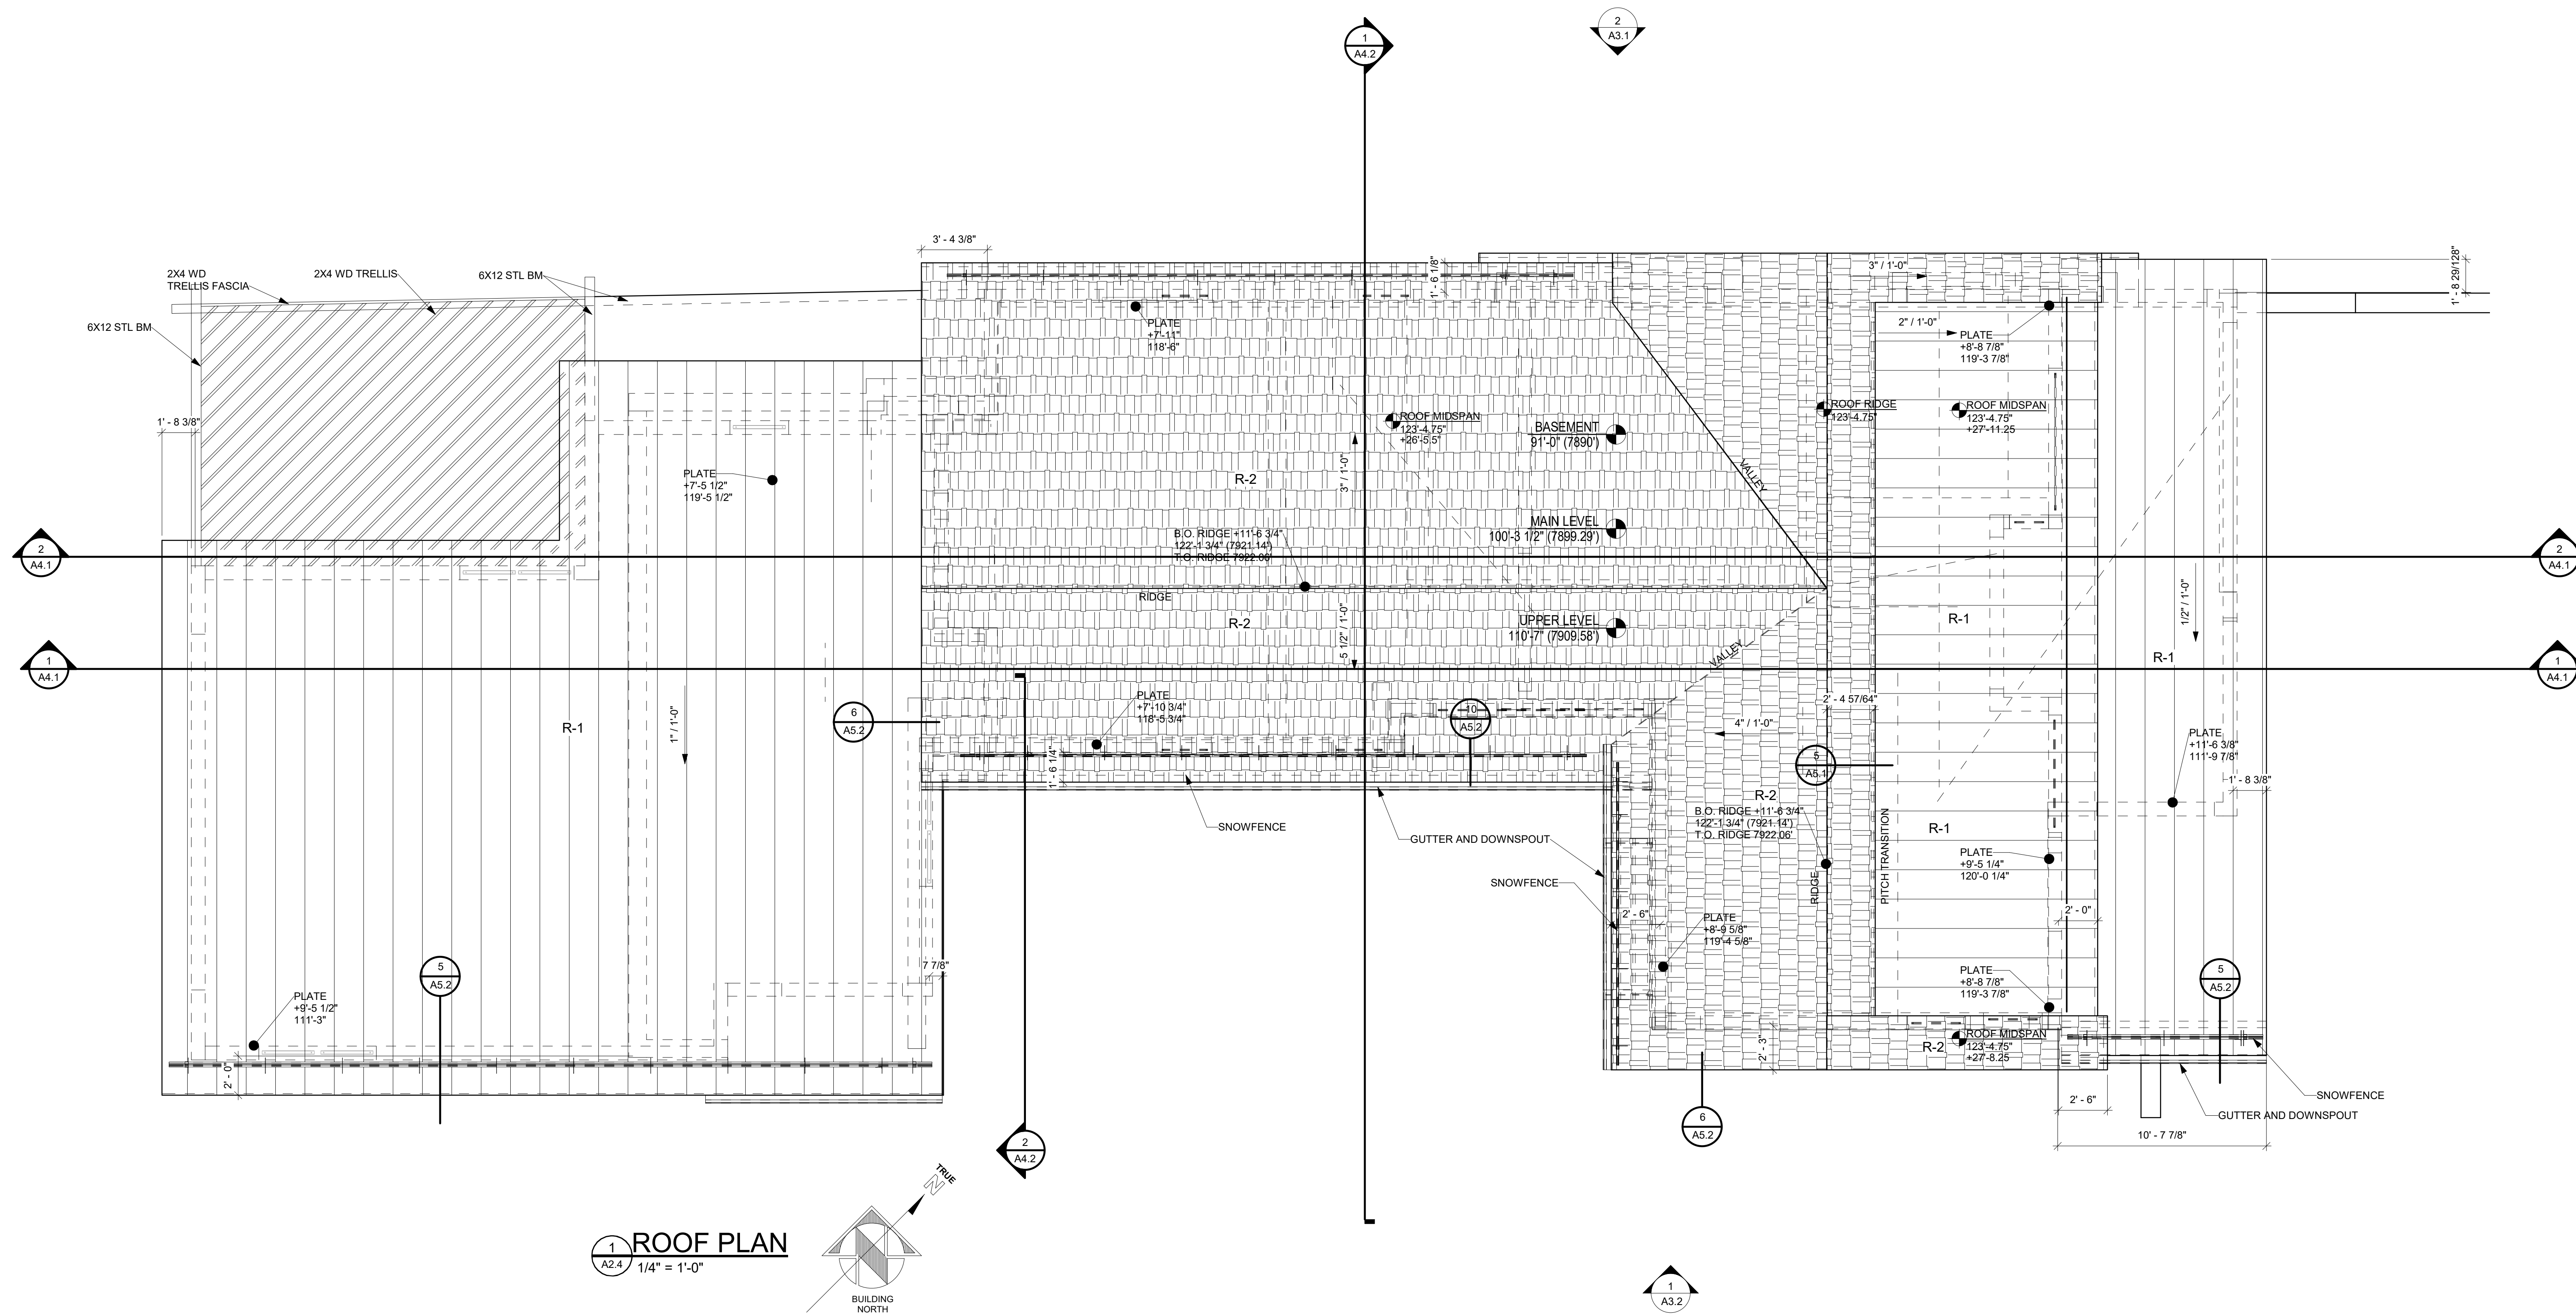 1
A4.2
2
A3.1
3' - 4 3/8"
1' - 6 1/8"
3" / 1'-0"
1' - 8 29/128"
2X4 WD
TRELLIS FASCIA
2X4 WD TRELLIS
6X12 STL BM
6X12 STL BM
1' - 8 3/8"
PLATE
+7'-11"
118'-6"
2" / 1'-0"
PLATE
+8'-8 7/8"
119'-3 7/8"
ROOF MIDSPAN
123'-4.75"
+26'-5.5"
BASEMENT
91'-0" (7890')
ROOF RIDGE
123'-4.75"
ROOF MIDSPAN
123'-4.75"
+27'-11.25
PLATE
+7'-5 1/2"
119'-5 1/2"
R-2
3" / 1'-0"
VALLEY
MAIN LEVEL
100'-3 1/2" (7899.29')
B.O. RIDGE +11'-6 3/4"
122'-1 3/4" (7921.14')
T.O. RIDGE 7922.06'
2
A4.1
2
A4.1
RIDGE
R-2
5 1/2" / 1'-0"
UPPER LEVEL
110'-7" (7909.58')
VALLEY
R-1
1/2" / 1'-0"
R-1
1
A4.1
1
A4.1
R-1
1" / 1'-0"
6
A5.2
PLATE
+7'-10 3/4"
118'-5 3/4"
10
A5.2
2' - 4 57/64"
4" / 1'-0"
1' - 6 1/4"
5
A5.1
PLATE
+11'-6 3/8"
111'-9 7/8"
1' - 8 3/8"
R-2
B.O. RIDGE +11'-6 3/4"
122'-1 3/4" (7921.14')
T.O. RIDGE 7922.06'
SNOWFENCE
GUTTER AND DOWNSPOUT
R-1
PITCH TRANSITION
RIDGE
PLATE
+9'-5 1/4"
120'-0 1/4"
SNOWFENCE
2' - 6"
PLATE
+8'-9 5/8"
119'-4 5/8"
2' - 0"
7 7/8"
5
A5.2
PLATE
+8'-8 7/8"
119'-3 7/8"
5
A5.2
PLATE
+9'-5 1/2"
111'-3"
2' - 0"
2' - 3"
R-2
ROOF MIDSPAN
123'-4.75"
+27'-8.25
2' - 6"
SNOWFENCE
GUTTER AND DOWNSPOUT
10' - 7 7/8"
6
A5.2
2
A4.2
TRUE
N
1
A2.4
ROOF PLAN
1/4" = 1'-0"
N
BUILDING
NORTH
1
A3.2